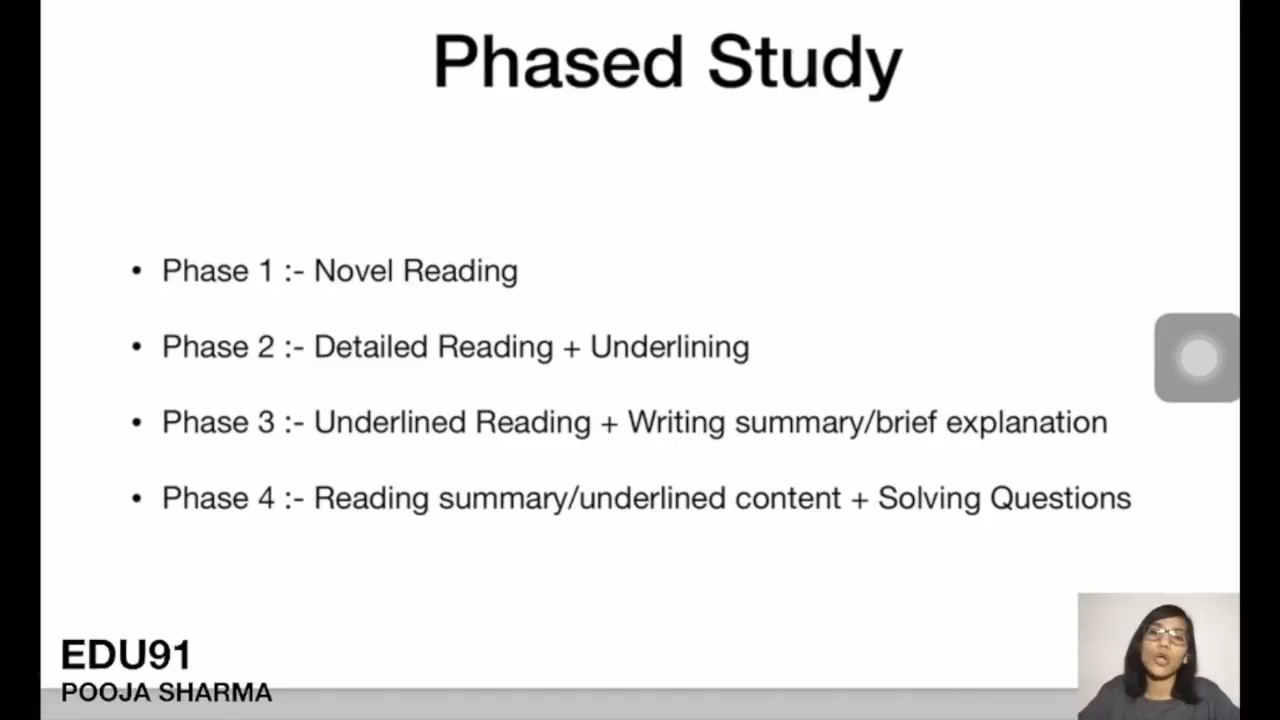 Phased Study
• Phase 1 :- Novel Reading
• Phase 2 :- Detailed Reading + Underlining
• Phase 3 :- Underlined Reading + Writing summary/brief explanation
• Phase 4 :- Reading summary/underlined content + Solving Questions
EDU91
POOJA SHARMA